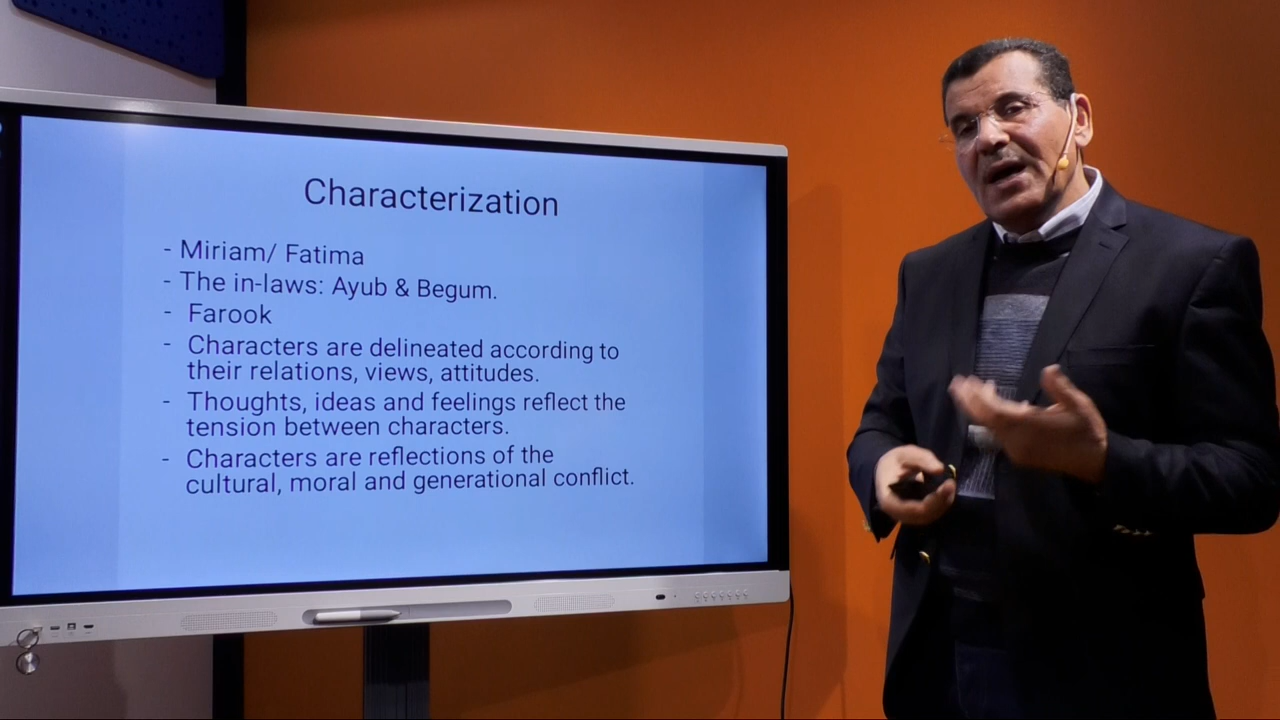 Characterization
- Miriam/ Fatima
- The in-laws: Ayub & Begum.
- Farook
- Characters are delineated according to
their relations, views, attitudes.
- Thoughts, ideas and feelings reflect the
tension between characters.
- Characters are reflections of the
cultural, moral and generational conflict.